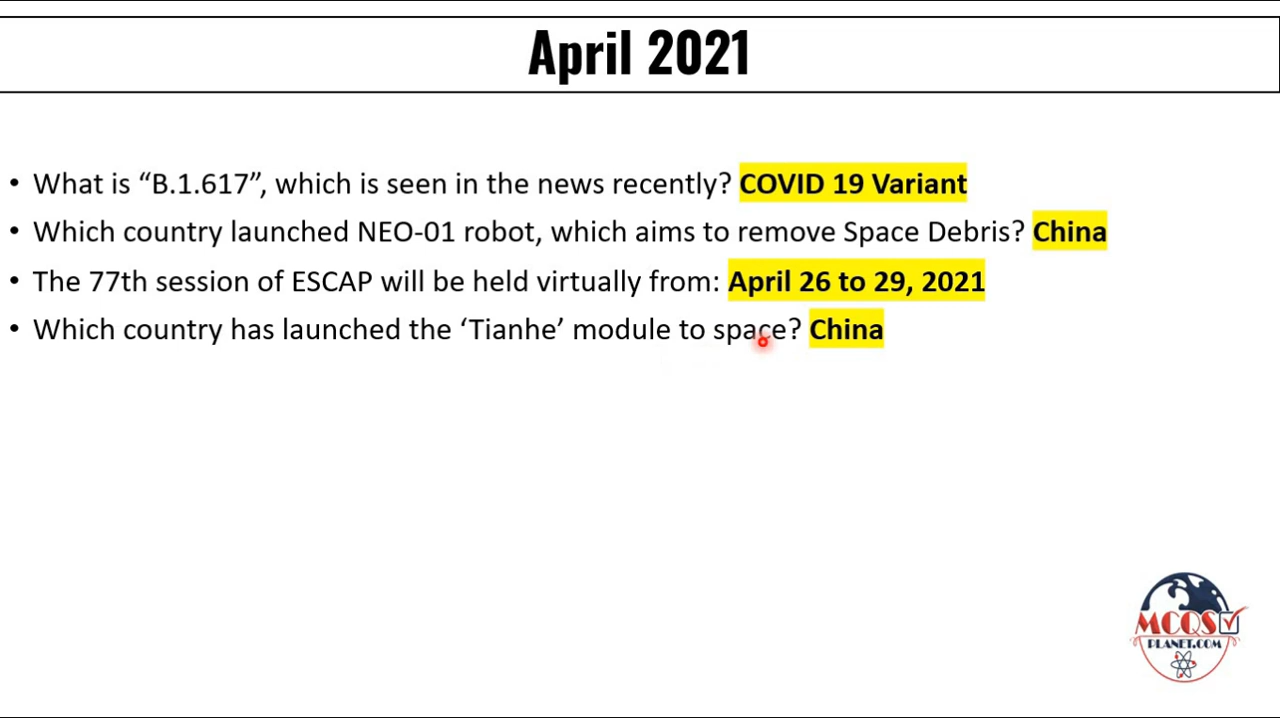 April 2021
• What is “B.1.617”, which is seen in the news recently? COVID 19 Variant
• Which country launched NEO-01 robot, which aims to remove Space Debris? China
• The 77th session of ESCAP will be held virtually from: April 26 to 29, 2021
• Which country has launched the ‘Tianhe’ module to space? China
MCQS
PLANET.COM